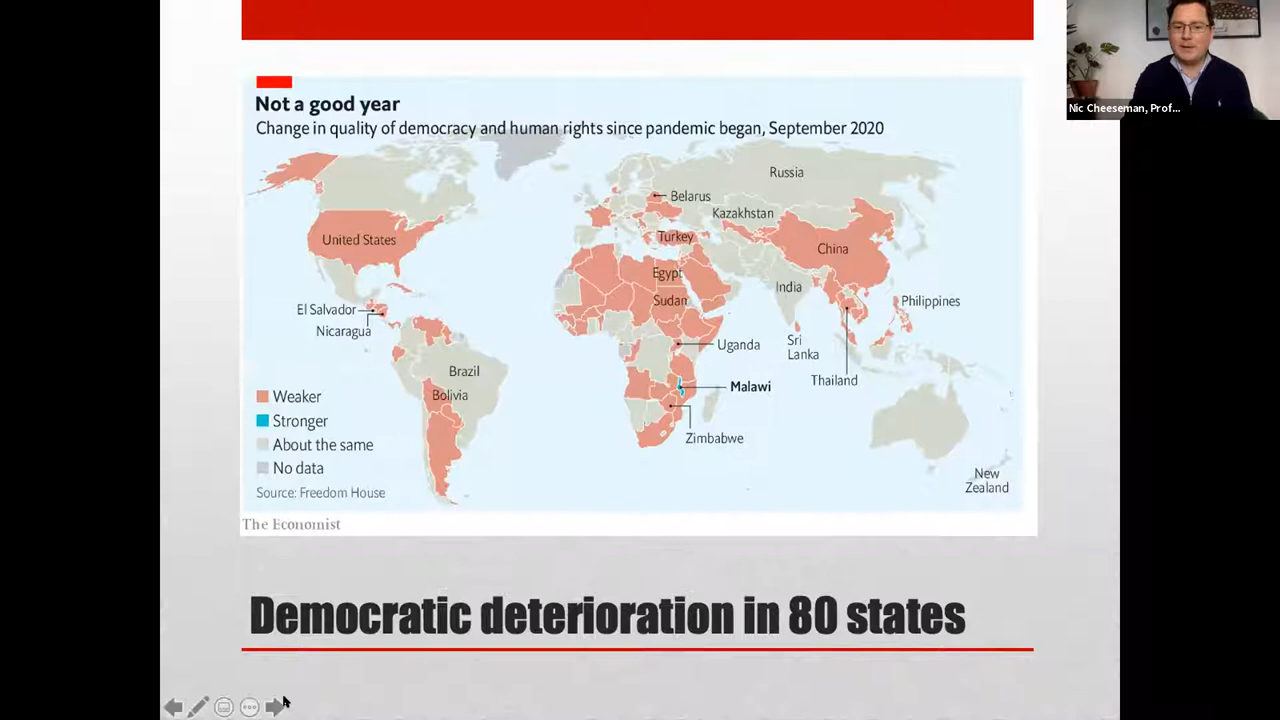 Not a good year
Change in quality of democracy and human rights since pandemic began, September 2020
Nic Cheeseman, Prof...
Russia
Belarus
Kazakhstan
United States
Turkey
China
Egypt
India
Sudan
El Salvador
Nicaragua
Philippines
Uganda
Sri
Lanka
Brazil
Thailand
Malawi
Bolivia
Zimbabwe
Weaker
Stronger
About the same
No data
New
Zealand
Source: Freedom House
The Economist
Democratic deterioration in 80 states